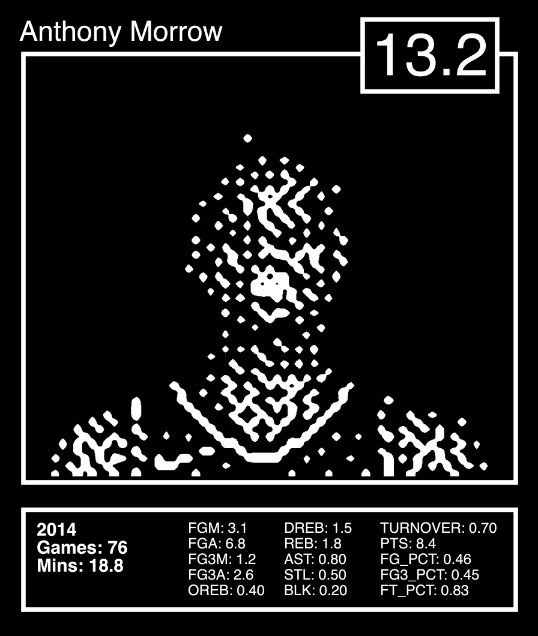 Anthony Morrow
13.2
2014
Games: 76
Mins: 18.8
FGM: 3.1
FGA: 6.8
FG3M: 1.2
FG3A: 2.6
OREB: 0.40
DREB: 1.5
REB: 1.8
AST: 0.80
STL: 0.50
BLK: 0.20
TURNOVER: 0.70
PTS: 8.4
FG_PCT: 0.46
FG3_PCT: 0.45
FT_PCT: 0.83